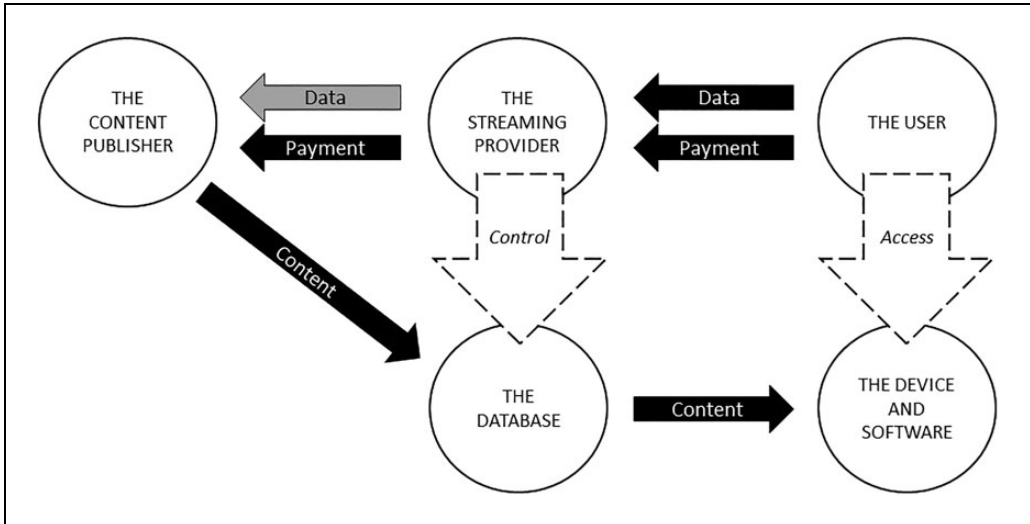 THE
CONTENT
PUBLISHER
Data
Payment
THE
STREAMING
PROVIDER
Data
Payment
THE USER
Content
Control
Access
THE
DATABASE
Content
THE DEVICE
AND
SOFTWARE